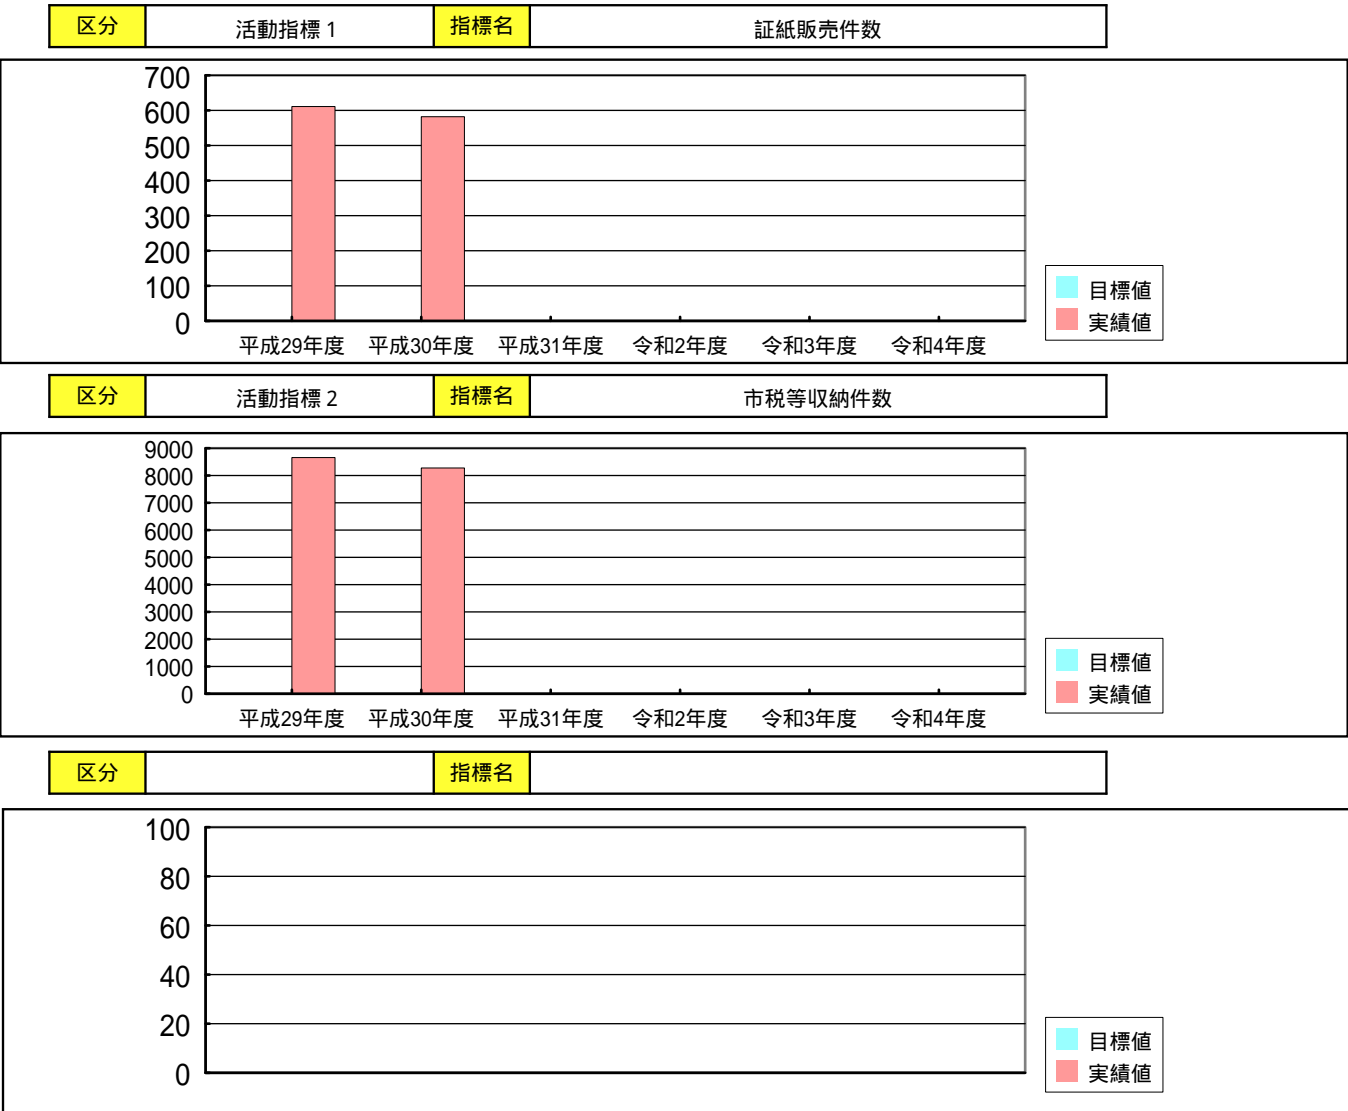 区分 活動指標１ 指標名 証紙販売件数
700
600
500
400
300
200
100
0
平成29年度 平成30年度 平成31年度 令和2年度 令和3年度 令和4年度
目標値
実績値
区分 活動指標２ 指標名 市税等収納件数
9000
8000
7000
6000
5000
4000
3000
2000
1000
0
平成29年度 平成30年度 平成31年度 令和2年度 令和3年度 令和4年度
目標値
実績値
区分 指標名
100
80
60
40
20
0
目標値
実績値